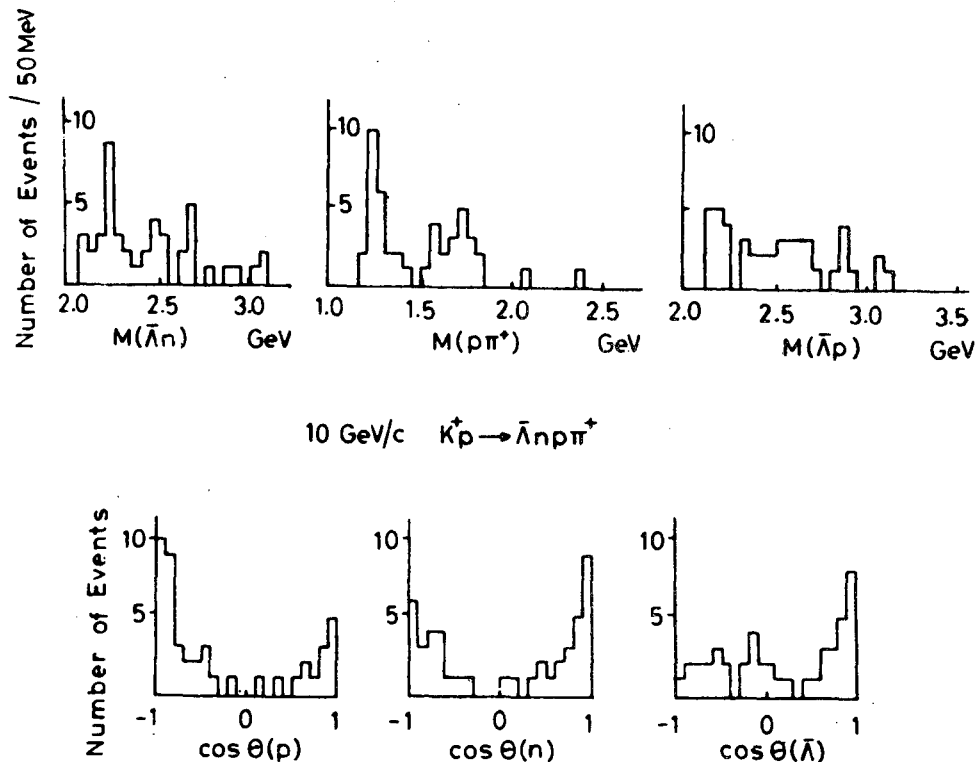 Number of Events / 50 MeV
10
5
2.0 2.5 3.0
M(Λ̄n) GeV
10
5
1.0 1.5 2.0 2.5
M(pπ⁺) GeV
10
2.0 2.5 3.0 3.5
M(Λ̄p) GeV
10 GeV/c K⁺p → Λ̄npπ⁺
Number of Events
10
5
-1 0 1
cos θ(p)
10
5
-1 0 1
cos θ(n)
10
5
-1 0 1
cos θ(Λ̄)